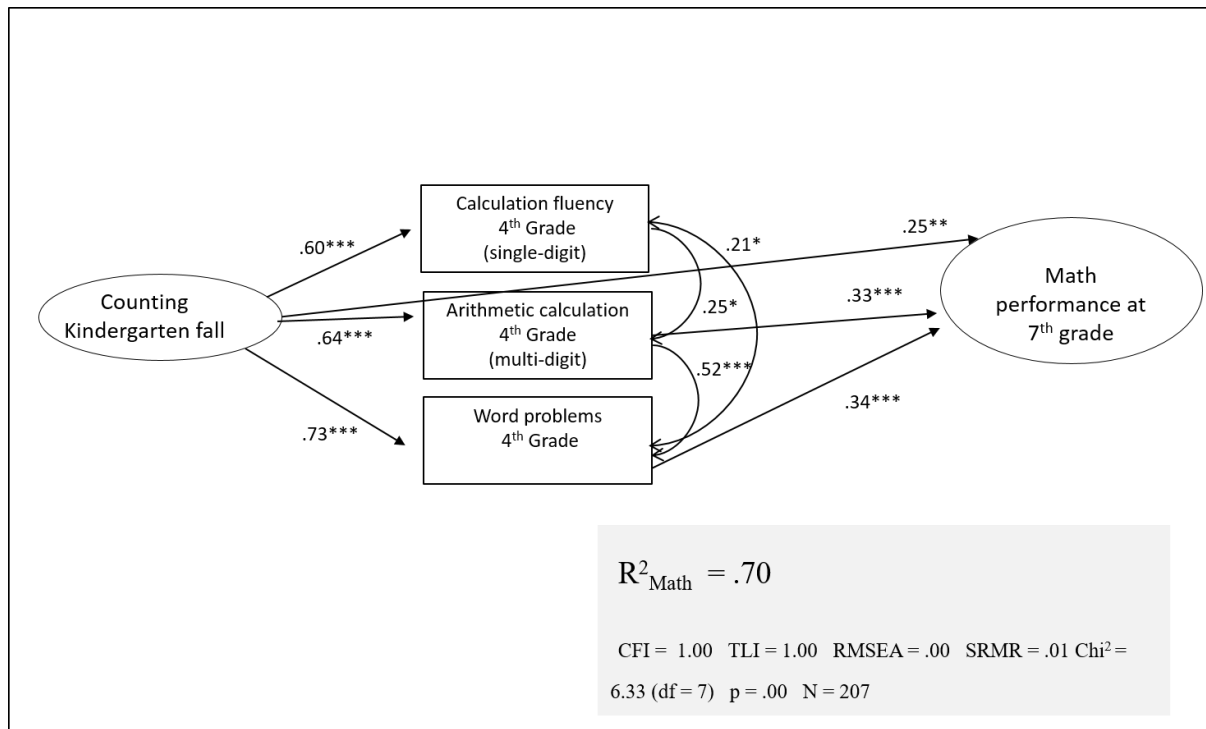 Calculation fluency
4th Grade
(single-digit)
.60***
.21*
.25**
Counting
Kindergarten fall
.64***
Arithmetic calculation
4th Grade
(multi-digit)
.25*
.33***
Math
performance at
7th grade
.52***
.73***
Word problems
4th Grade
.34***
R2Math = .70
CFI = 1.00 TLI = 1.00 RMSEA = .00 SRMR = .01 Chi2 =
6.33 (df = 7) p = .00 N = 207